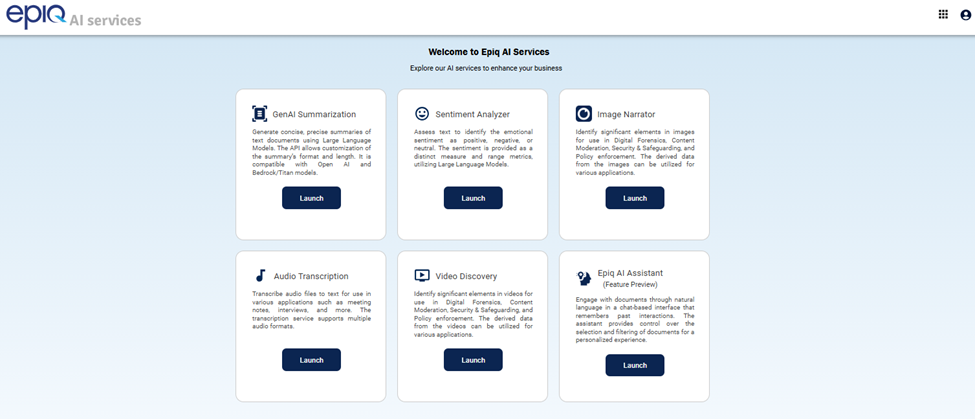 epiq AI services
Welcome to Epiq AI Services
Explore our AI services to enhance your business
GenAI Summarization
Generate concise, precise summaries of
text documents using Large Language
Models. The API allows customization of
the summary's format and length. It is
compatible with Open AI and
Bedrock/Titan models.
Launch
Sentiment Analyzer
Assess text to identify the emotional
sentiment as positive, negative, or
neutral. The sentiment is provided as a
distinct measure and range metrics,
utilizing Large Language Models.
Launch
Image Narrator
Identify significant elements in images
for use in Digital Forensics, Content
Moderation, Security & Safeguarding, and
Policy enforcement. The derived data
from the images can be utilized for
various applications.
Launch
Audio Transcription
Transcribe audio files to text for use in
various applications such as meeting
notes, interviews, and more. The
transcription service supports multiple
audio formats.
Launch
Video Discovery
Identify significant elements in videos for
use in Digital Forensics, Content
Moderation, Security & Safeguarding, and
Policy enforcement. The derived data
from the videos can be utilized for
various applications.
Launch
Epiq AI Assistant
(Feature Preview)
Engage with documents through natural
language in a chat-based interface that
remembers past interactions. The
assistant provides control over the
selection and filtering of documents for a
personalized experience.
Launch